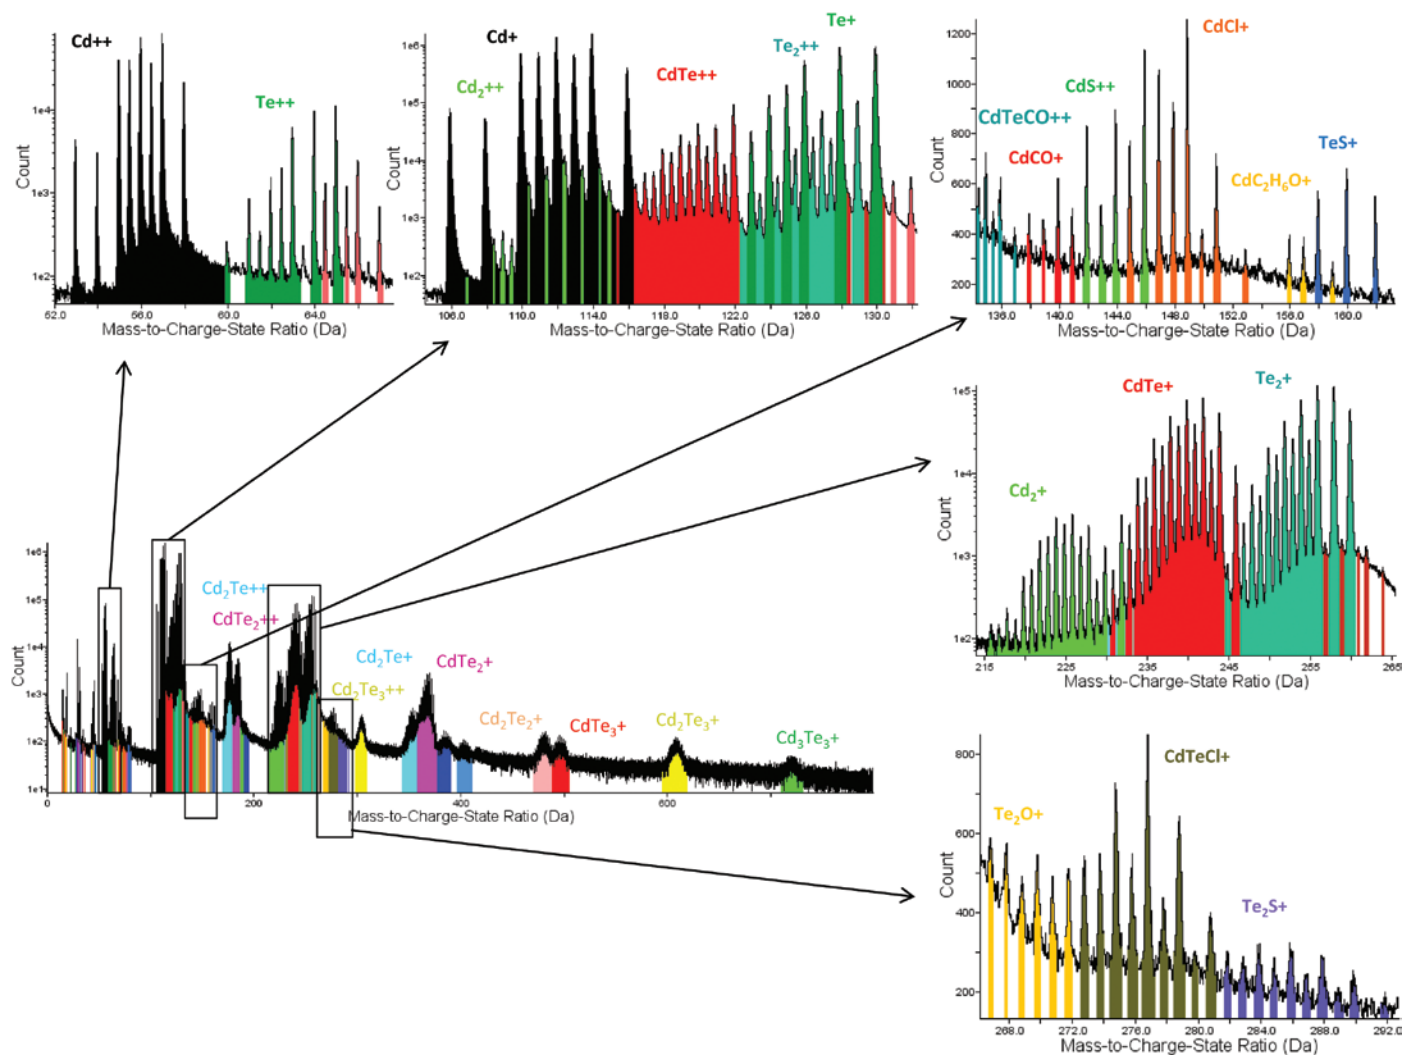 Cd++
Te++
Count
1e4
1e3
1e2
52.0 56.0 60.0 64.0
Mass-to-Charge-State Ratio (Da)
Cd+
Cd₂++
CdTe++
Te₂++
Te+
Count
1e6
1e5
1e4
1e3
1e2
106.0 110.0 114.0 118.0 122.0 126.0 130.0
Mass-to-Charge-State Ratio (Da)
CdCl+
CdS++
CdTeCO++
CdCO+
TeS+
CdC₂H₆O+
Count
1200
1000
800
600
400
200
136.0 140.0 144.0 148.0 152.0 156.0 160.0
Mass-to-Charge-State Ratio (Da)
CdTe+
Te₂+
Cd₂+
Count
1e5
1e4
1e3
1e2
215 225 235 245 255 265
Mass-to-Charge-State Ratio (Da)
Cd₂Te++
CdTe₂++
Cd₂Te+
CdTe₂+
Cd₂Te₃++
Cd₂Te₂+
CdTe₃+
Cd₂Te₃+
Cd₃Te₃+
Count
1e6
1e5
1e4
1e3
1e2
1e1
0 200 400 600
Mass-to-Charge-State Ratio (Da)
CdTeCl+
Te₂O+
Te₂S+
Count
800
600
400
200
268.0 272.0 276.0 280.0 284.0 288.0 292.0
Mass-to-Charge-State Ratio (Da)